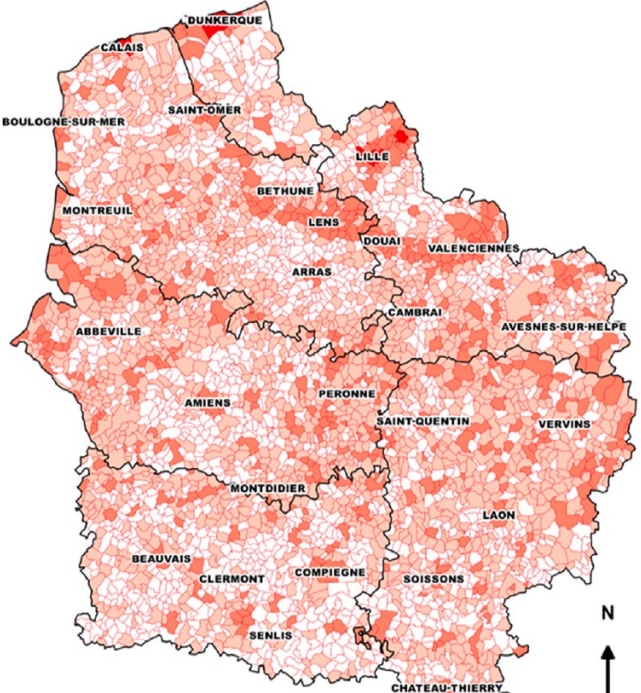 DUNKERQUE
CALAIS
SAINT-OMER
BOULOGNE-SUR-MER
LILLE
BETHUNE
MONTREUIL
LENS
DOUAI
VALENCIENNES
ARRAS
CAMBRAI
AVESNES-SUR-HELPE
ABBEVILLE
PERONNE
AMIENS
SAINT-QUENTIN
VERVINS
MONTDIDIER
LAON
BEAUVAIS
COMPIEGNE
CLERMONT
SOISSONS
N
SENLIS
CHATEAU-THIERRY